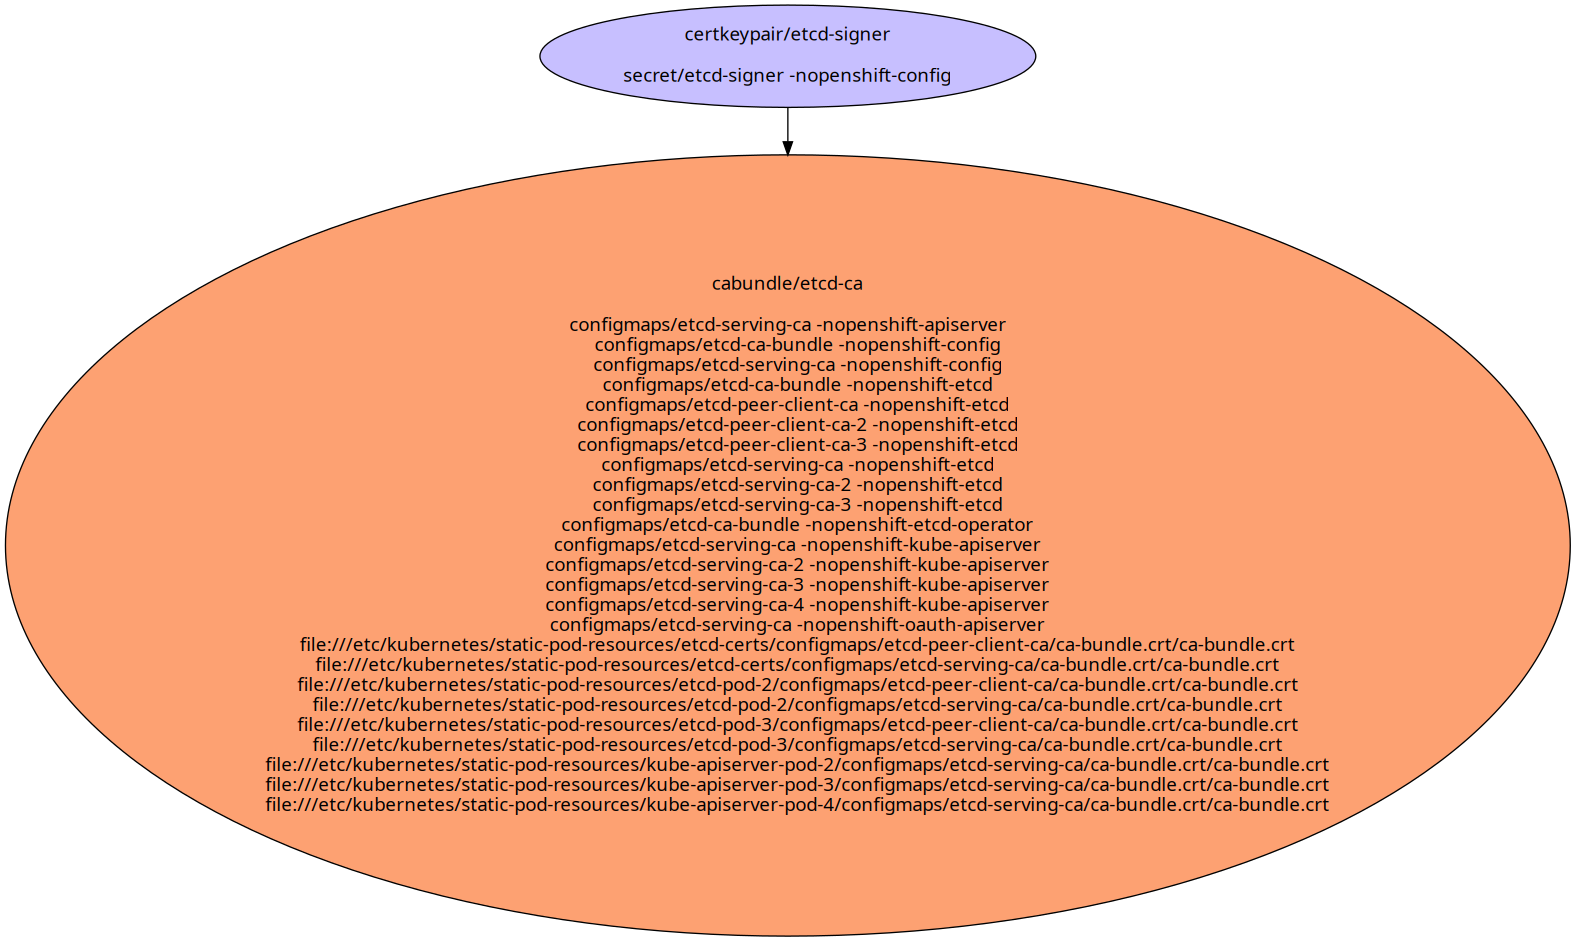 certkeypair/etcd-signer
secret/etcd-signer -nopenshift-config
cabundle/etcd-ca
configmaps/etcd-serving-ca -nopenshift-apiserver
configmaps/etcd-ca-bundle -nopenshift-config
configmaps/etcd-serving-ca -nopenshift-config
configmaps/etcd-ca-bundle -nopenshift-etcd
configmaps/etcd-peer-client-ca -nopenshift-etcd
configmaps/etcd-peer-client-ca-2 -nopenshift-etcd
configmaps/etcd-peer-client-ca-3 -nopenshift-etcd
configmaps/etcd-serving-ca -nopenshift-etcd
configmaps/etcd-serving-ca-2 -nopenshift-etcd
configmaps/etcd-serving-ca-3 -nopenshift-etcd
configmaps/etcd-ca-bundle -nopenshift-etcd-operator
configmaps/etcd-serving-ca -nopenshift-kube-apiserver
configmaps/etcd-serving-ca-2 -nopenshift-kube-apiserver
configmaps/etcd-serving-ca-3 -nopenshift-kube-apiserver
configmaps/etcd-serving-ca-4 -nopenshift-kube-apiserver
configmaps/etcd-serving-ca -nopenshift-oauth-apiserver
file:///etc/kubernetes/static-pod-resources/etcd-certs/configmaps/etcd-peer-client-ca/ca-bundle.crt/ca-bundle.crt
file:///etc/kubernetes/static-pod-resources/etcd-certs/configmaps/etcd-serving-ca/ca-bundle.crt/ca-bundle.crt
file:///etc/kubernetes/static-pod-resources/etcd-pod-2/configmaps/etcd-peer-client-ca/ca-bundle.crt/ca-bundle.crt
file:///etc/kubernetes/static-pod-resources/etcd-pod-2/configmaps/etcd-serving-ca/ca-bundle.crt/ca-bundle.crt
file:///etc/kubernetes/static-pod-resources/etcd-pod-3/configmaps/etcd-peer-client-ca/ca-bundle.crt/ca-bundle.crt
file:///etc/kubernetes/static-pod-resources/etcd-pod-3/configmaps/etcd-serving-ca/ca-bundle.crt/ca-bundle.crt
file:///etc/kubernetes/static-pod-resources/kube-apiserver-pod-2/configmaps/etcd-serving-ca/ca-bundle.crt/ca-bundle.crt
file:///etc/kubernetes/static-pod-resources/kube-apiserver-pod-3/configmaps/etcd-serving-ca/ca-bundle.crt/ca-bundle.crt
file:///etc/kubernetes/static-pod-resources/kube-apiserver-pod-4/configmaps/etcd-serving-ca/ca-bundle.crt/ca-bundle.crt